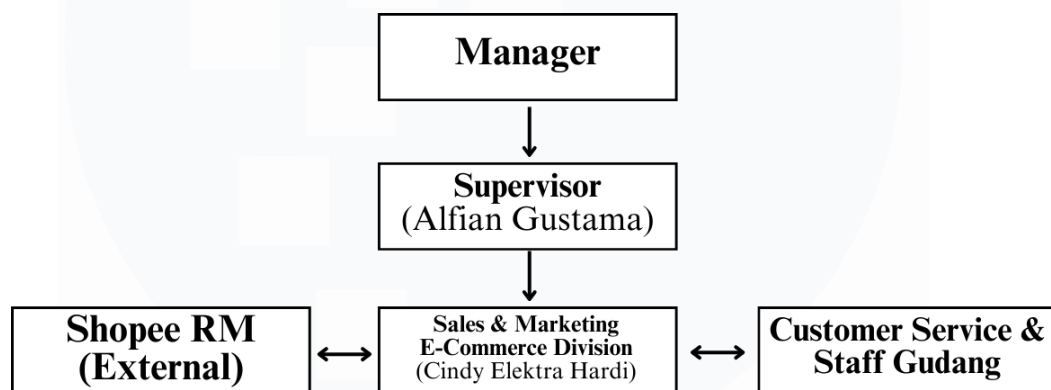 Manager
Supervisor
(Alfian Gustama)
Shopee RM
(External)
Sales & Marketing
E-Commerce Division
(Cindy Elektra Hardi)
Customer Service &
Staff Gudang